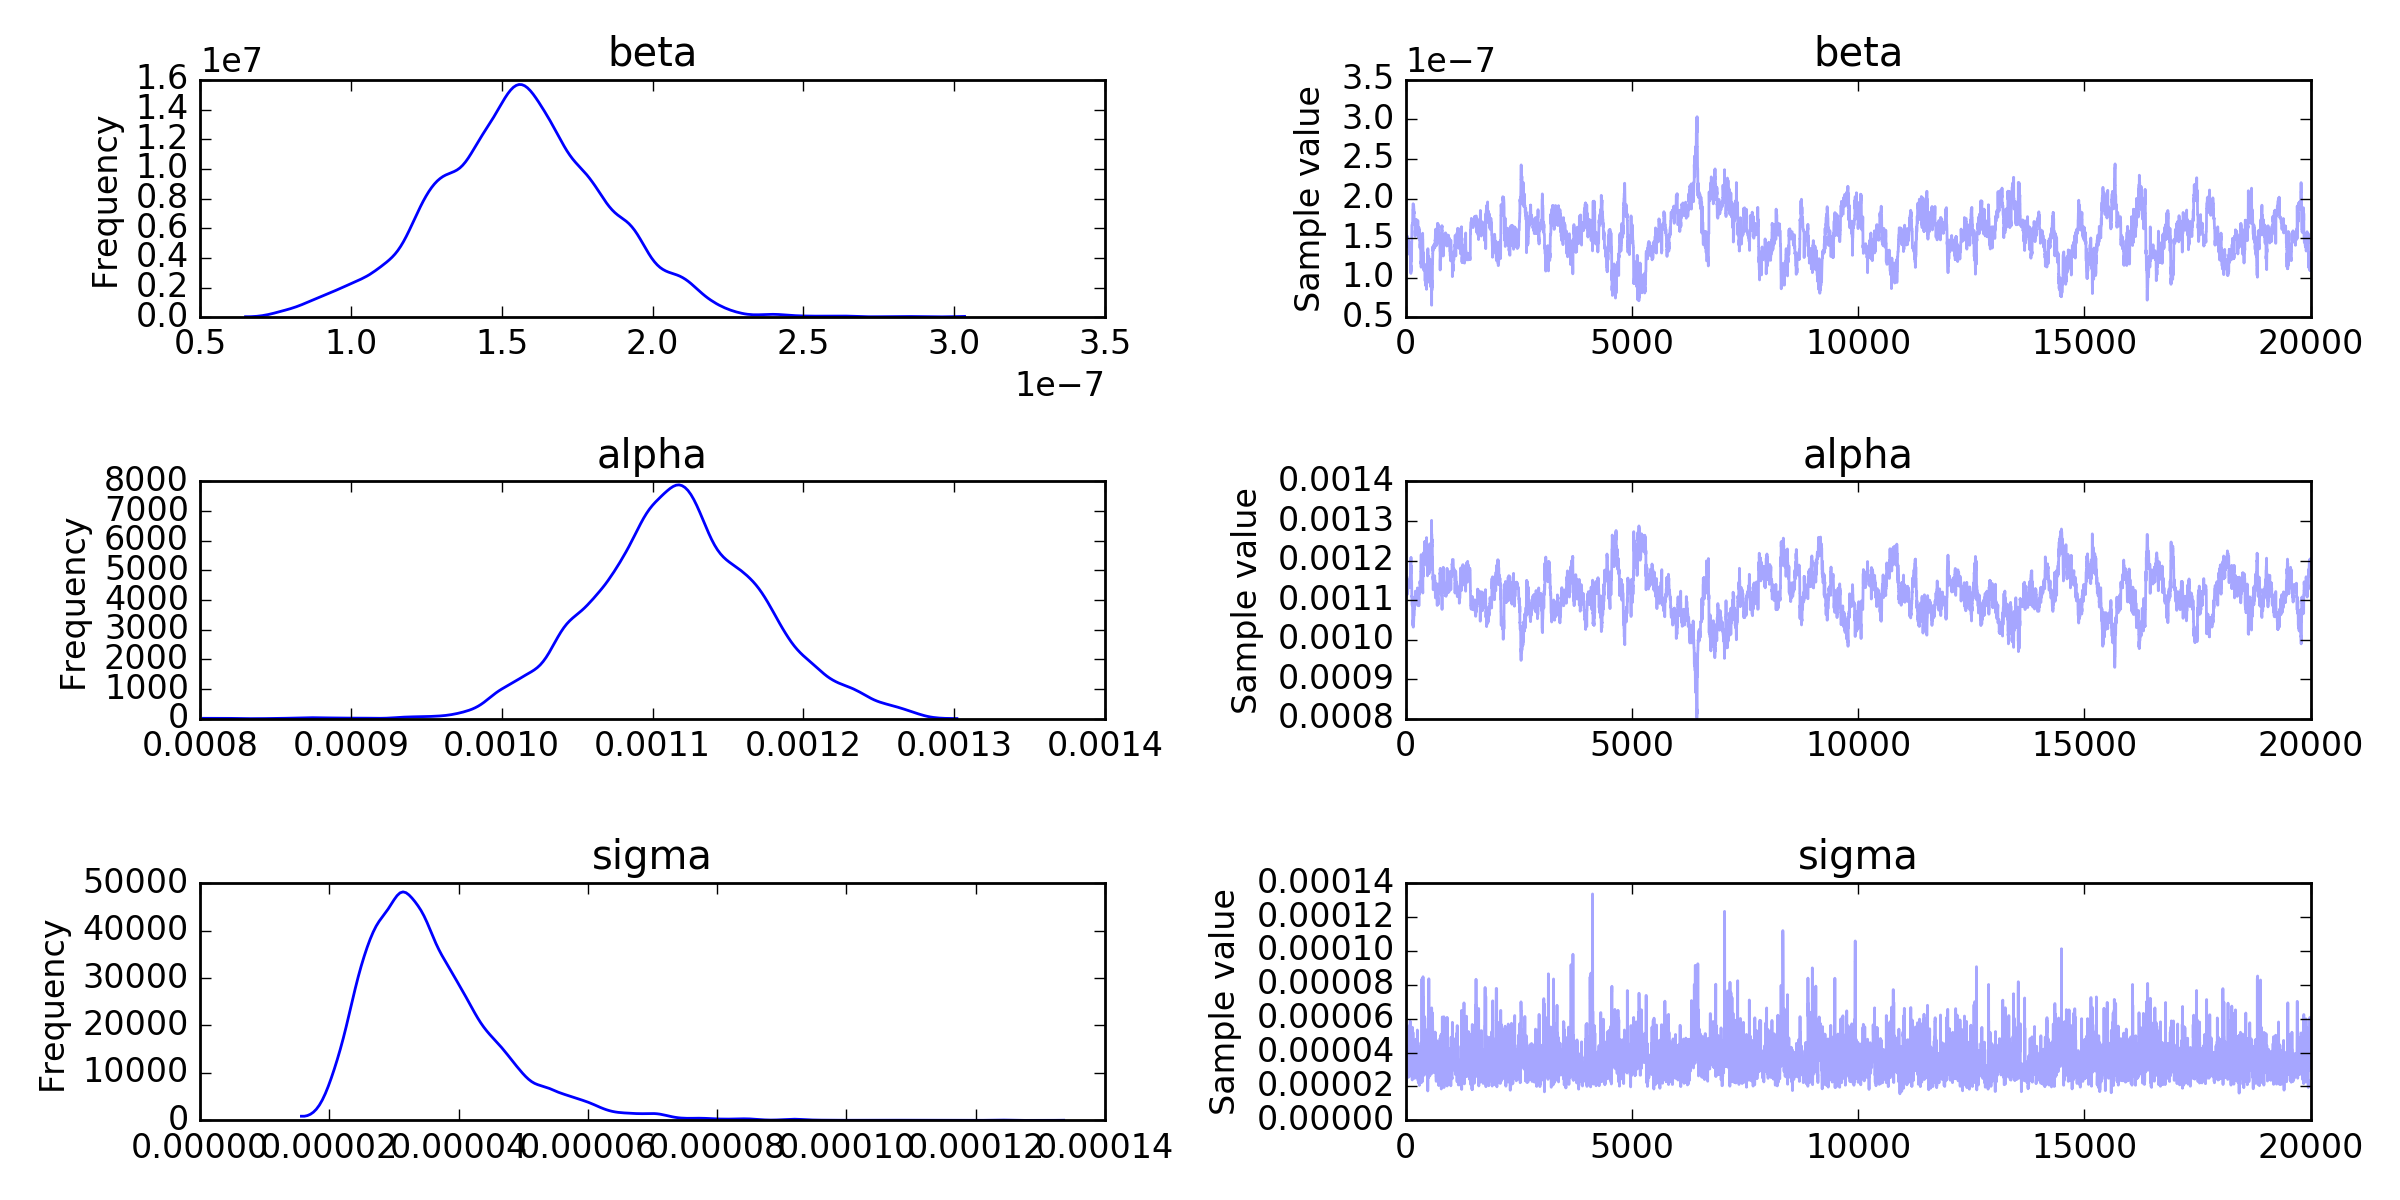 beta
1e7
1.6
1.4
1.2
1.0
0.8
0.6
0.4
0.2
0.0
Frequency
0.5 1.0 1.5 2.0 2.5 3.0 3.5
1e−7
beta
1e−7
3.5
3.0
2.5
2.0
1.5
1.0
0.5
Sample value
0 5000 10000 15000 20000
alpha
8000
7000
6000
5000
4000
3000
2000
1000
0
Frequency
0.0008 0.0009 0.0010 0.0011 0.0012 0.0013 0.0014
alpha
0.0014
0.0013
0.0012
0.0011
0.0010
0.0009
0.0008
Sample value
0 5000 10000 15000 20000
sigma
50000
40000
30000
20000
10000
0
Frequency
0.00000 0.00002 0.00004 0.00006 0.00008 0.00010 0.00012 0.00014
sigma
0.00014
0.00012
0.00010
0.00008
0.00006
0.00004
0.00002
0.00000
Sample value
0 5000 10000 15000 20000